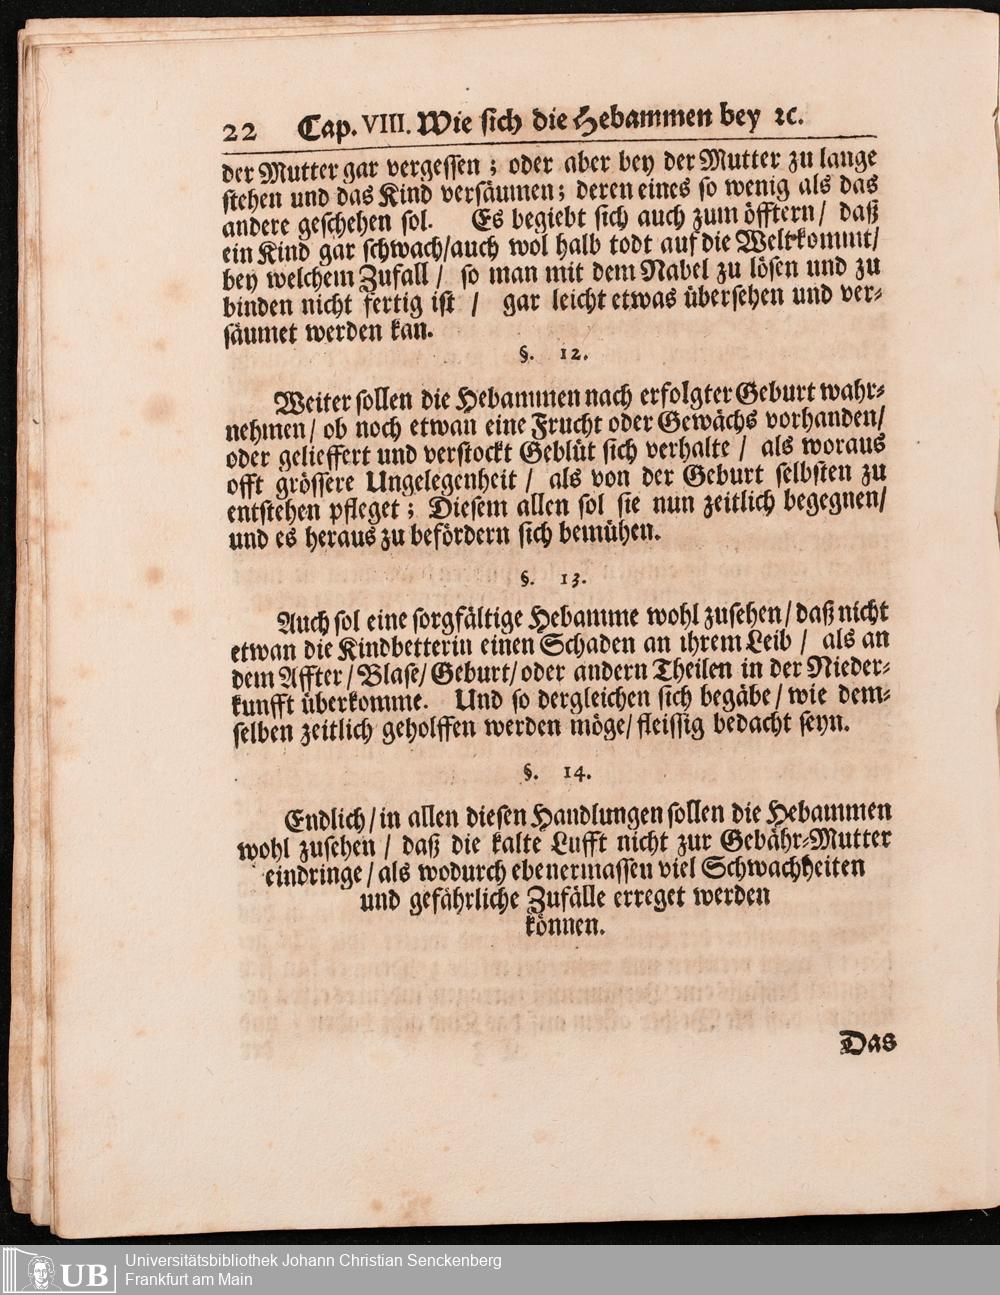 22 Cap. VIII. Wie sich die Hebammen bey ꝛc.
der Mutter gar vergessen ; oder aber bey der Mutter zu lange
stehen und das Kind versäumen; deren eines so wenig als das
andere geschehen sol. Es begiebt sich auch zum öfftern / daß
ein Kind gar schwach/auch wol halb todt auf die Welt kommt/
bey welchem Zufall / so man mit dem Nabel zu lösen und zu
binden nicht fertig ist / gar leicht etwas übersehen und ver-
säumet werden kan.
§. 12.
Weiter sollen die Hebammen nach erfolgter Geburt wahr-
nehmen / ob noch etwan eine Frucht oder Gewächs vorhanden/
oder gelieffert und verstockt Geblüt sich verhalte / als woraus
offt grössere Ungelegenheit / als von der Geburt selbsten zu
entstehen pfleget ; Diesem allen sol sie nun zeitlich begegnen/
und es heraus zu befördern sich bemühen.
§. 13.
Auch sol eine sorgfältige Hebamme wohl zusehen / daß nicht
etwan die Kindbetterin einen Schaden an ihrem Leib / als an
dem Affter / Blase/ Geburt/ oder andern Theilen in der Nieder-
kunfft überkomme. Und so dergleichen sich begäbe / wie dem-
selben zeitlich geholffen werden möge/ fleissig bedacht seyn.
§. 14.
Endlich / in allen diesen Handlungen sollen die Hebammen
wohl zusehen / daß die kalte Lufft nicht zur Gebähr-Mutter
eindringe / als wodurch ebenermassen viel Schwachheiten
und gefährliche Zufälle erreget werden
können.
Das
UB
Universitätsbibliothek Johann Christian Senckenberg
Frankfurt am Main